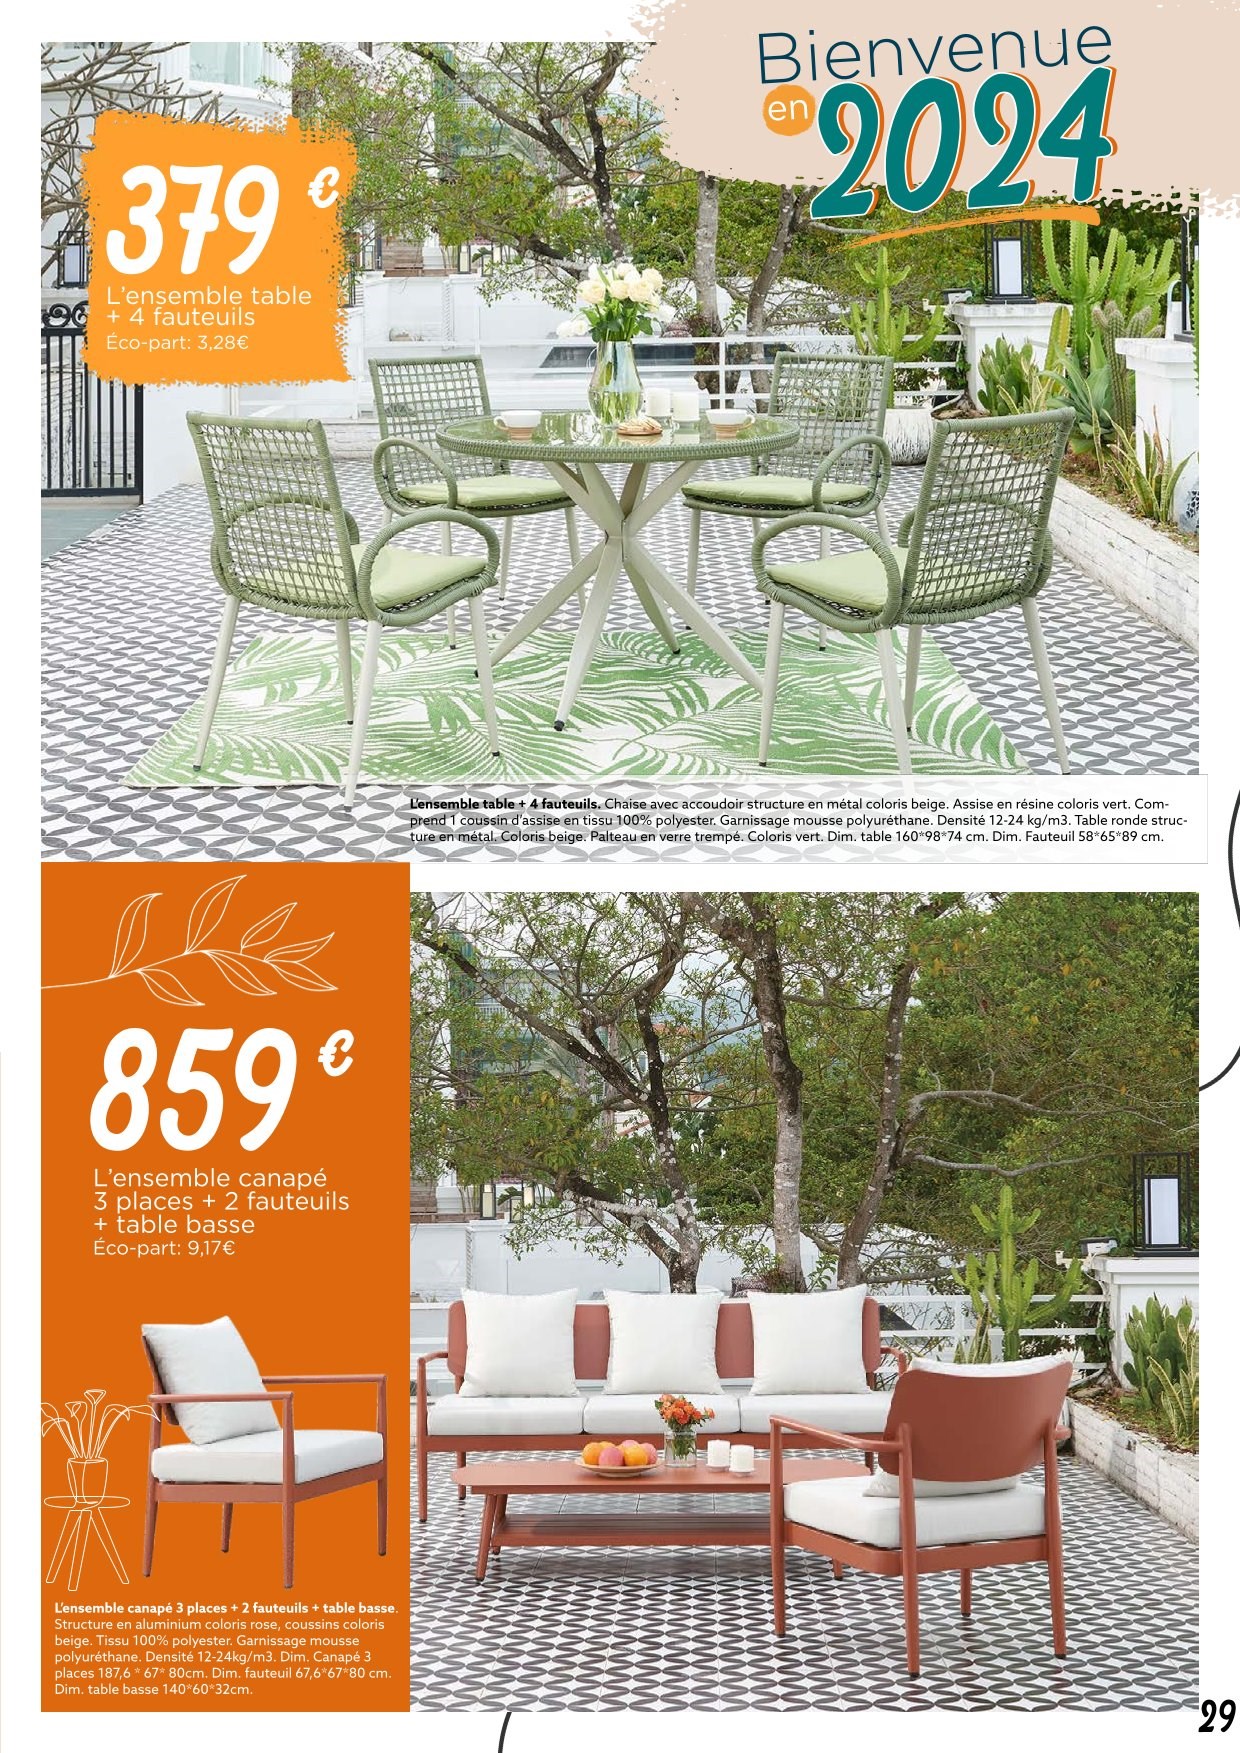 Bienvenue
en
2024
379 €
L'ensemble table
+ 4 fauteuils
Éco-part: 3,28€
L'ensemble table + 4 fauteuils. Chaise avec accoudoir structure en métal coloris beige. Assise en résine coloris vert. Com-
prend 1 coussin d'assise en tissu 100% polyester. Garnissage mousse polyuréthane. Densité 12-24 kg/m3. Table ronde struc-
ture en métal. Coloris beige. Palteau en verre trempé. Coloris vert. Dim. table 160*98*74 cm. Dim. Fauteuil 58*65*89 cm.
859 €
L'ensemble canapé
3 places + 2 fauteuils
+ table basse
Éco-part: 9,17€
L'ensemble canapé 3 places + 2 fauteuils + table basse.
Structure en aluminium coloris rose, coussins coloris
beige. Tissu 100% polyester. Garnissage mousse
polyuréthane. Densité 12-24kg/m3. Dim. Canapé 3
places 187,6 * 67* 80cm. Dim. fauteuil 67,6*67*80 cm.
Dim. table basse 140*60*32cm.
29